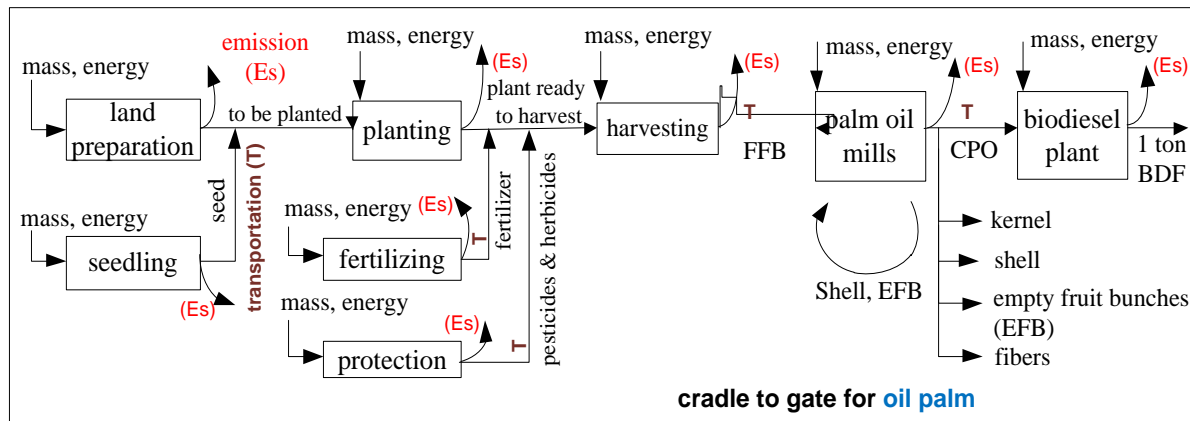 mass, energy
emission
(Es)
land
preparation
to be planted
mass, energy
planting
(Es)
plant ready
to harvest
mass, energy
harvesting
(Es)
T
FFB
mass, energy
palm oil
mills
(Es)
T
CPO
mass, energy
biodiesel
plant
(Es)
1 ton
BDF
mass, energy
seedling
(Es)
seed
transportation (T)
mass, energy
fertilizing
(Es)
T
fertilizer
mass, energy
protection
(Es)
T
pesticides & herbicides
Shell, EFB
kernel
shell
empty fruit bunches
(EFB)
fibers
cradle to gate for oil palm